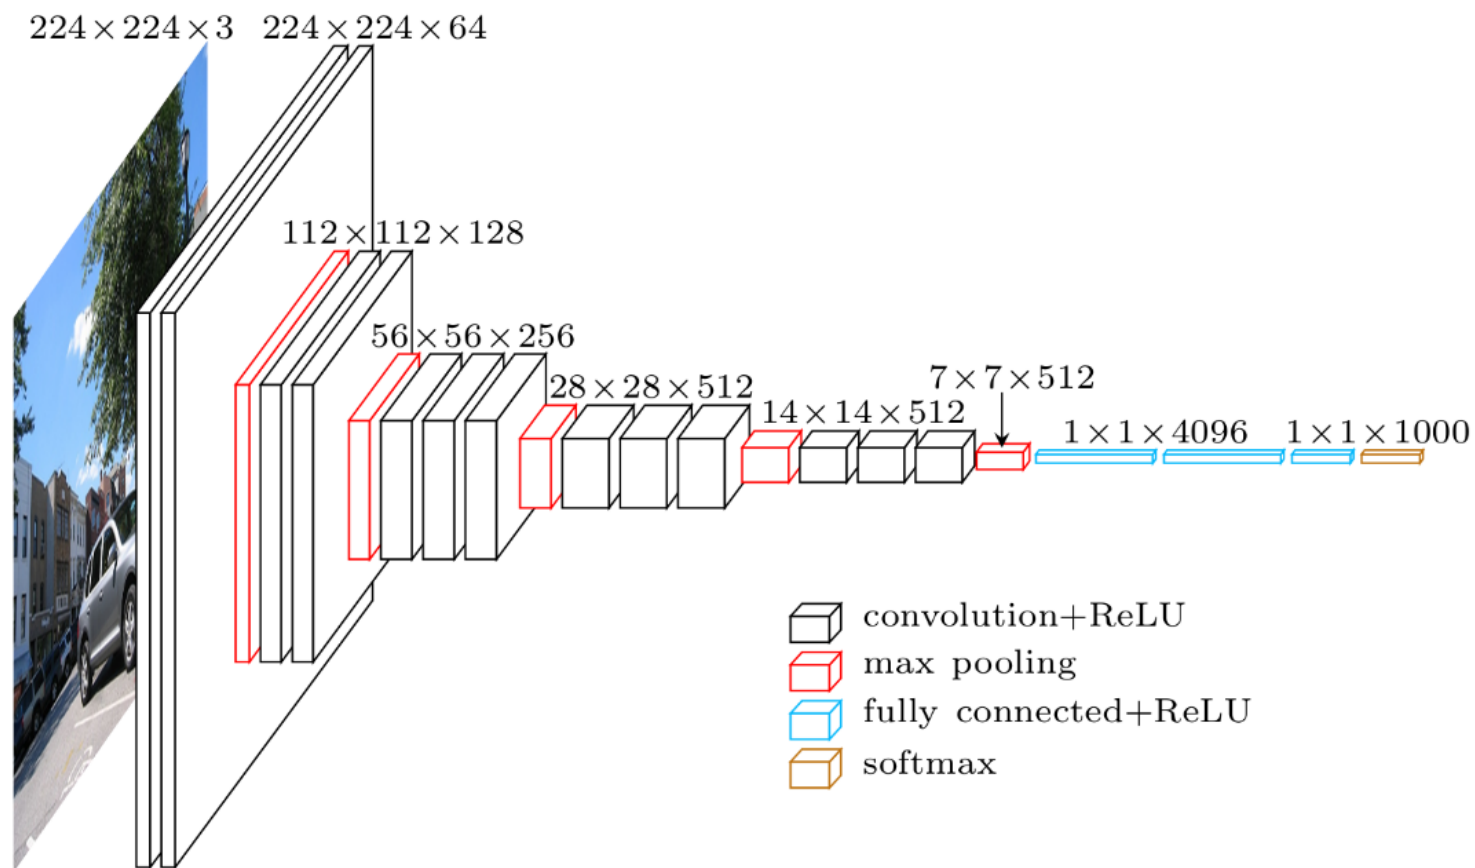 224×224×3
224×224×64
112×112×128
56×56×256
28×28×512
14×14×512
7×7×512
1×1×4096
1×1×1000
convolution+ReLU
max pooling
fully connected+ReLU
softmax